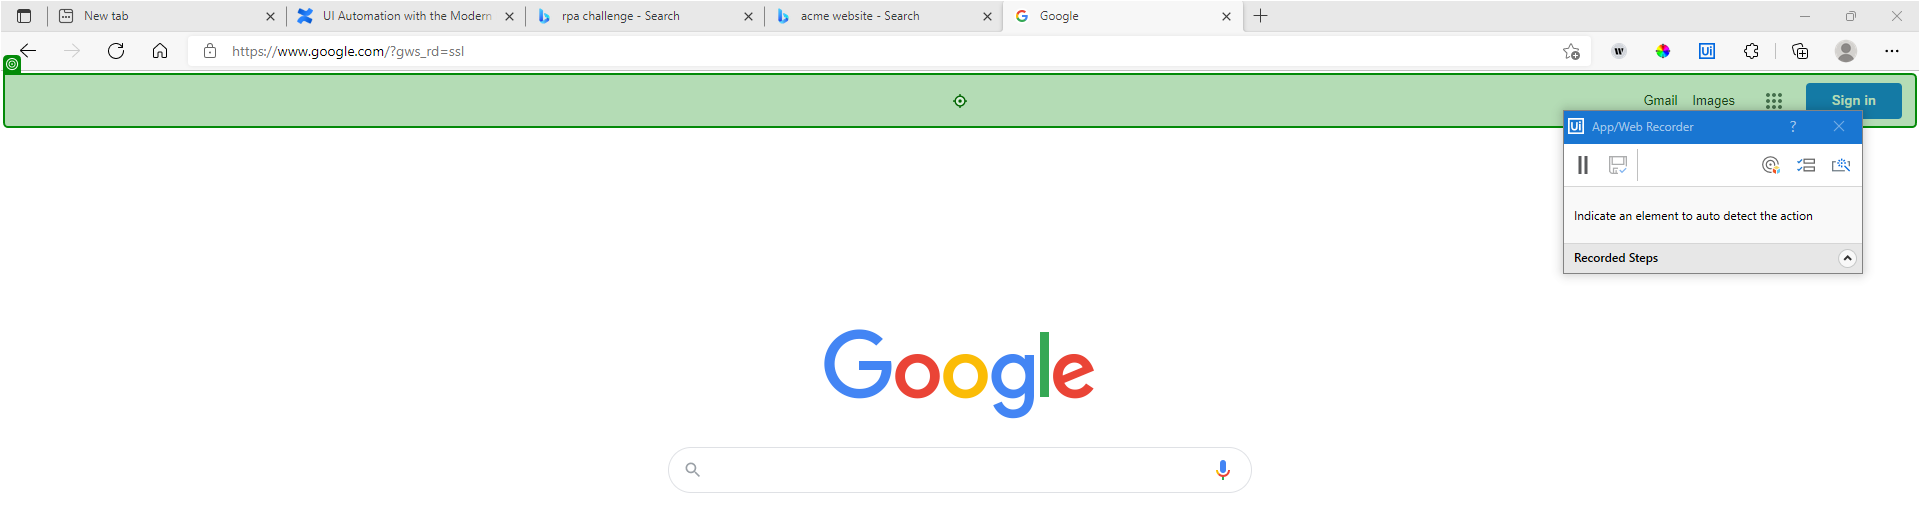 New tab
UI Automation with the Modern
rpa challenge - Search
acme website - Search
Google
https://www.google.com/?gws_rd=ssl
W
Ui
Gmail Images Sign in
Ui App/Web Recorder ?
Indicate an element to auto detect the action
Recorded Steps
Google